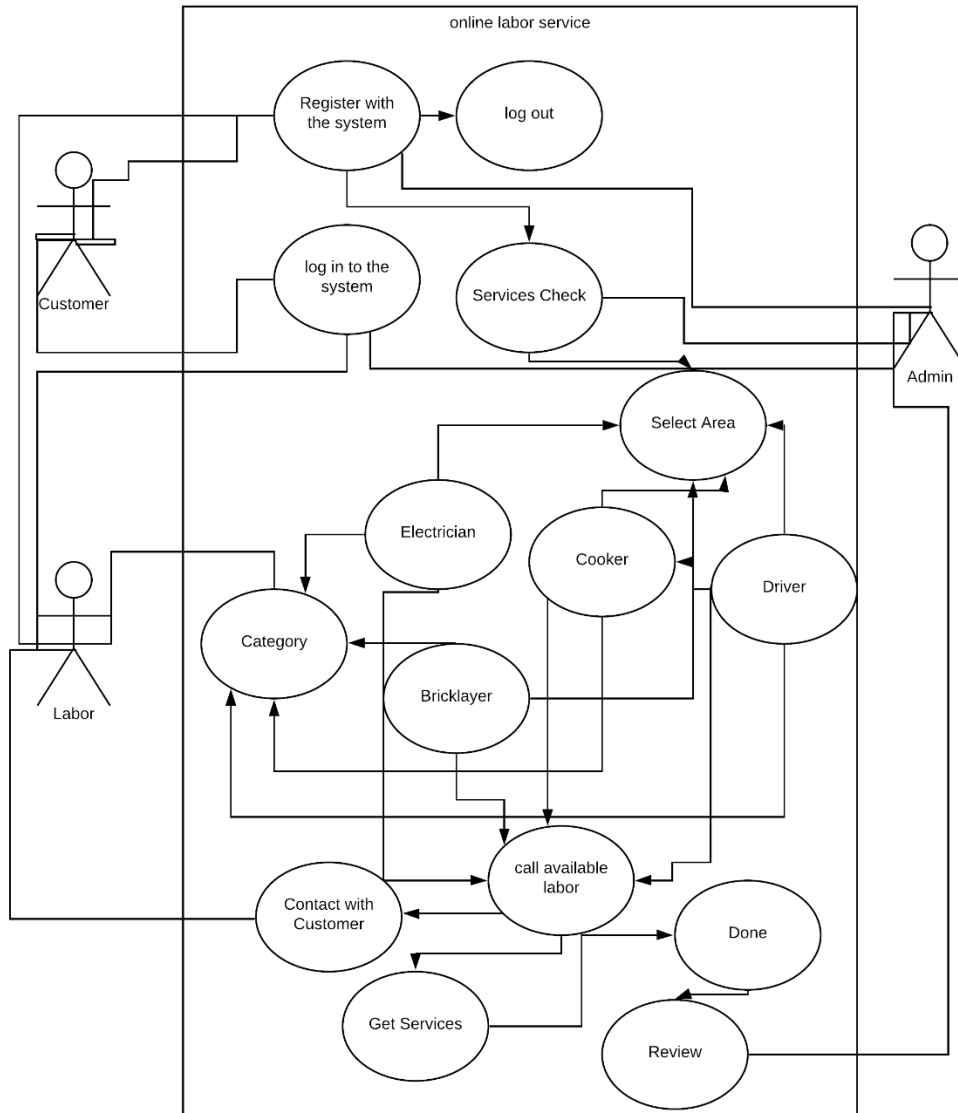 online labor service
Register with
the system
log out
Customer
log in to the
system
Services Check
Admin
Select Area
Electrician
Cooker
Driver
Category
Bricklayer
Labor
call available
labor
Contact with
Customer
Done
Get Services
Review